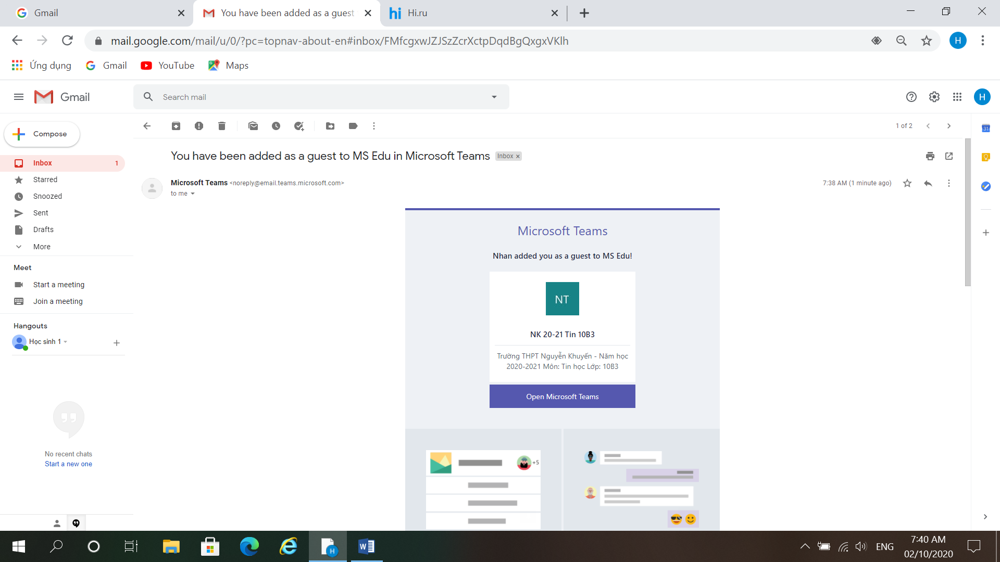 Gmail
You have been added as a guest
Hi.ru
mail.google.com/mail/u/0/?pc=topnav-about-en#inbox/FMfcgxwJZJSzZcrXctpDqdBgQxgxVKlh
H
Ứng dụng
Gmail
YouTube
Maps
Gmail
Search mail
H
Compose
1 of 2
31
You have been added as a guest to MS Edu in Microsoft Teams
Inbox x
Inbox 1
Microsoft Teams <noreply@email.teams.microsoft.com>
7:38 AM (1 minute ago)
to me
Starred
Snoozed
Sent
Drafts
More
Meet
Start a meeting
Join a meeting
Hangouts
Học sinh 1
No recent chats
Start a new one
Microsoft Teams
Nhan added you as a guest to MS Edu!
NT
NK 20-21 Tin 10B3
Trường THPT Nguyễn Khuyến - Năm học
2020-2021 Môn: Tin học Lớp: 10B3
Open Microsoft Teams
+5
H
ENG
7:40 AM
02/10/2020